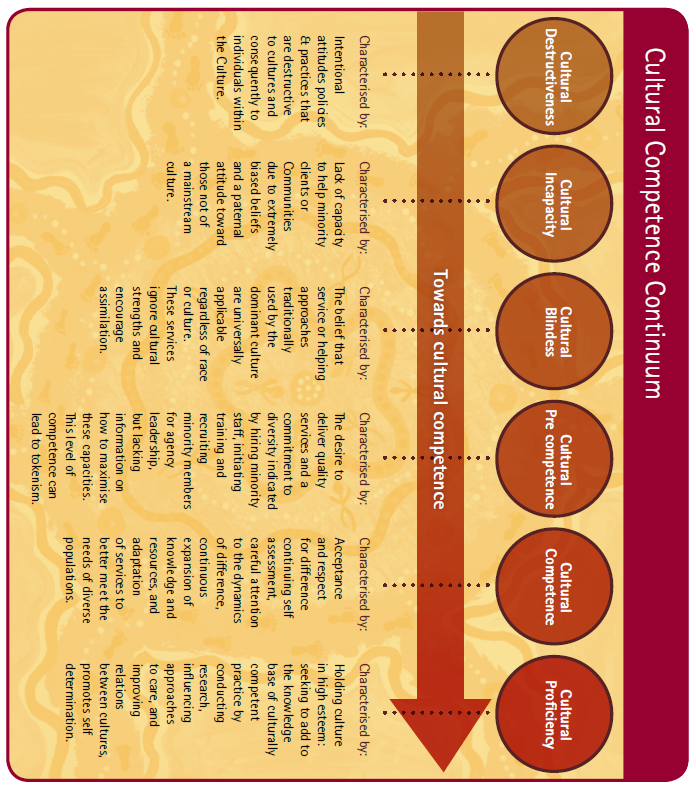 Cultural Competence Continuum
Cultural
Destructiveness
Cultural
Incapacity
Cultural
Blindess
Cultural
Pre competence
Cultural
Competence
Cultural
Proficiency
Towards cultural competence
Characterised by:
Intentional
attitudes policies
& practices that
are destructive
to cultures and
consequently to
individuals within
the Culture.
Characterised by:
Lack of capacity
to help minority
clients or
Communities
due to extremely
biased beliefs
and a paternal
attitude toward
those not of
a mainstream
culture.
Characterised by:
The belief that
service or helping
approaches
traditionally
used by the
dominant culture
are universally
applicable
regardless of race
or culture.
These services
ignore cultural
strengths and
encourage
assimilation.
Characterised by:
The desire to
deliver quality
services and a
commitment to
diversity indicated
by hiring minority
staff, initiating
training and
recruiting
minority members
for agency
leadership,
but lacking
information on
how to maximise
these capacities.
This level of
competence can
lead to tokenism.
Characterised by:
Acceptance
and respect
for difference
continuing self
assessment,
careful attention
to the dynamics
of difference,
continuous
expansion of
knowledge and
resources, and
adaptation
of services to
better meet the
needs of diverse
populations.
Characterised by:
Holding culture
in high esteem:
seeking to add to
the knowledge
base of culturally
competent
practice by
conducting
research,
influencing
approaches
to care, and
improving
relations
between cultures,
promotes self
determination.